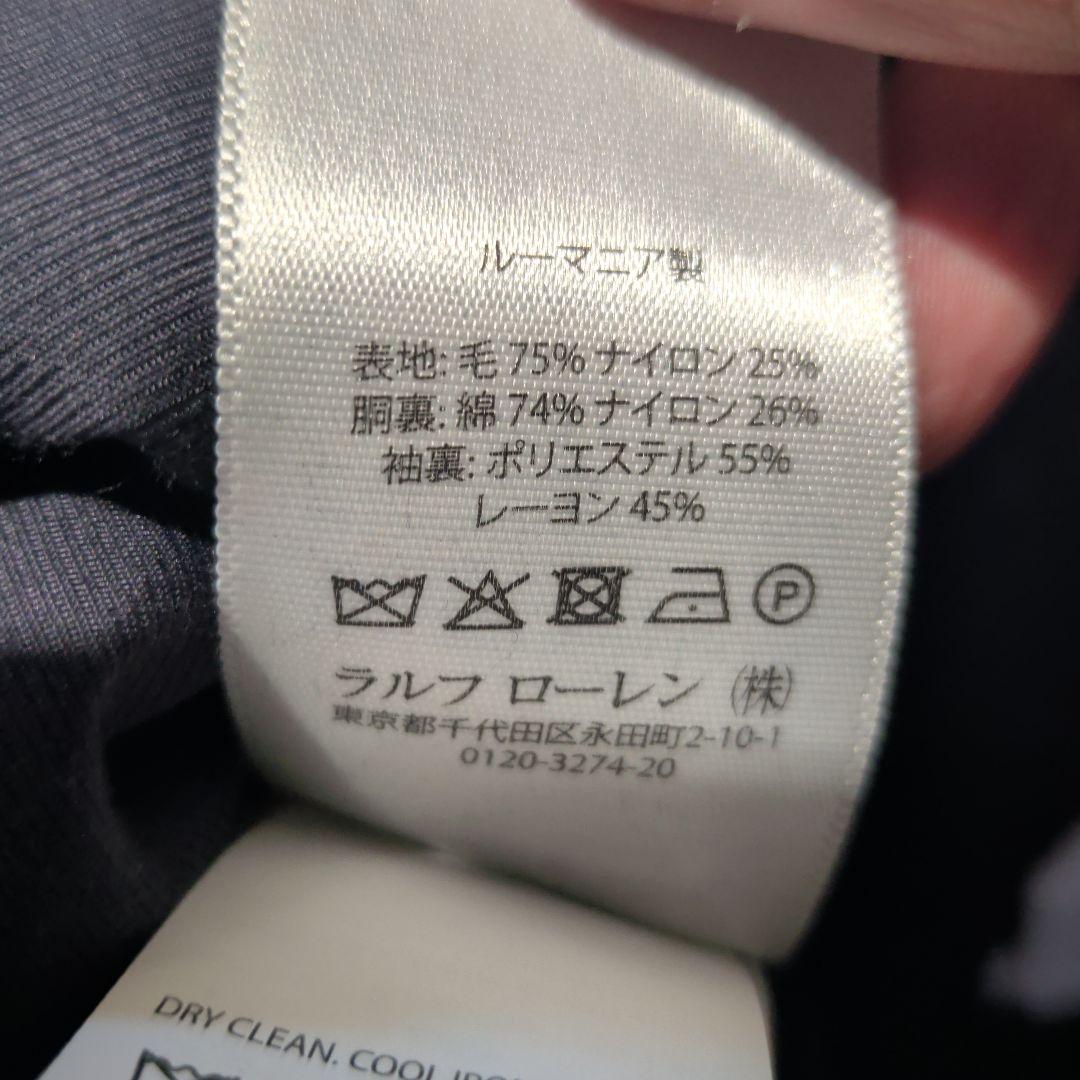 ルーマニア製
表地: 毛 75% ナイロン 25%
胴裏: 綿 74% ナイロン 26%
袖裏: ポリエステル 55%
レーヨン 45%
P
ラルフ ローレン ㈱
東京都千代田区永田町2-10-1
0120-3274-20
DRY CLEAN. COOL